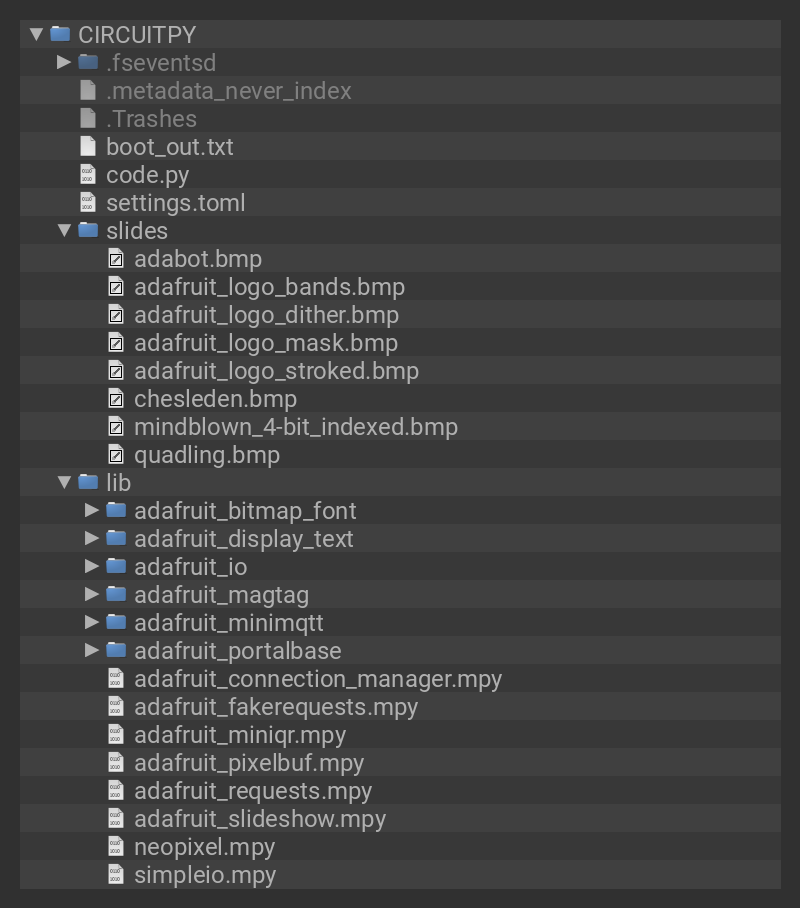 CIRCUITPY
.fseventsd
.metadata_never_index
.Trashes
boot_out.txt
code.py
settings.toml
slides
adabot.bmp
adafruit_logo_bands.bmp
adafruit_logo_dither.bmp
adafruit_logo_mask.bmp
adafruit_logo_stroked.bmp
chesleden.bmp
mindblown_4-bit_indexed.bmp
quadling.bmp
lib
adafruit_bitmap_font
adafruit_display_text
adafruit_io
adafruit_magtag
adafruit_minimqtt
adafruit_portalbase
adafruit_connection_manager.mpy
adafruit_fakerequests.mpy
adafruit_miniqr.mpy
adafruit_pixelbuf.mpy
adafruit_requests.mpy
adafruit_slideshow.mpy
neopixel.mpy
simpleio.mpy